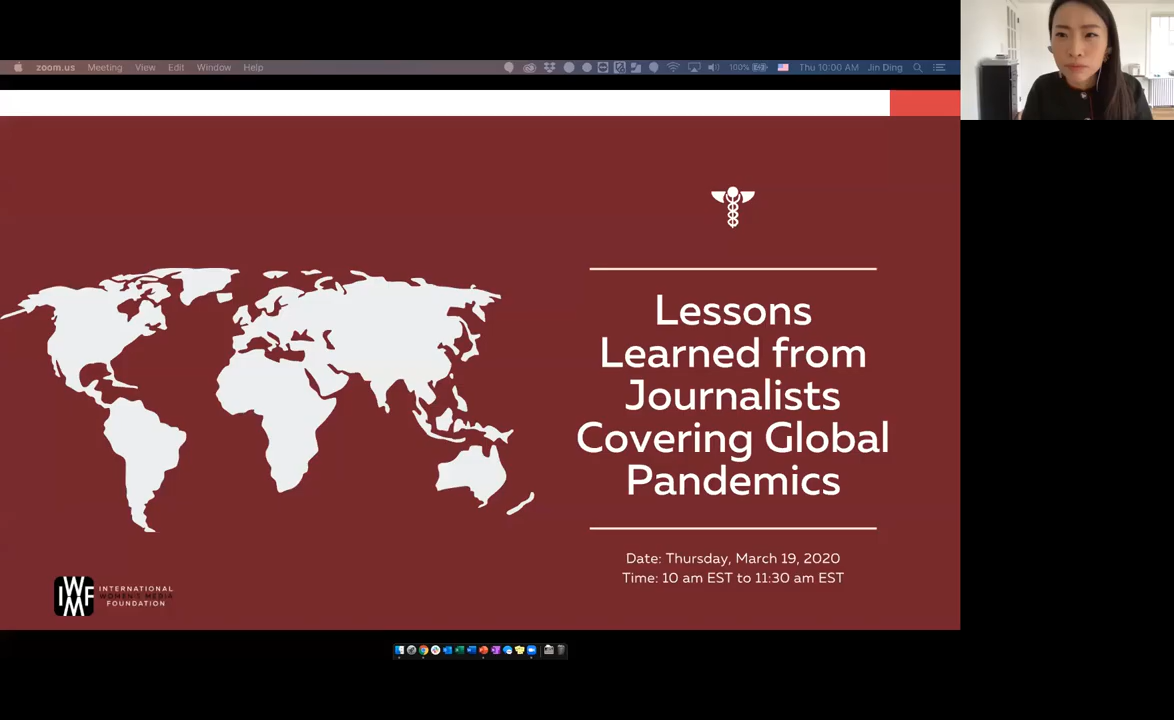 zoom.us Meeting View Edit Window Help 100% Thu 10:00 AM Jin Ding
Lessons
Learned from
Journalists
Covering Global
Pandemics
Date: Thursday, March 19, 2020
Time: 10 am EST to 11:30 am EST
IWMF
INTERNATIONAL
WOMEN'S MEDIA
FOUNDATION